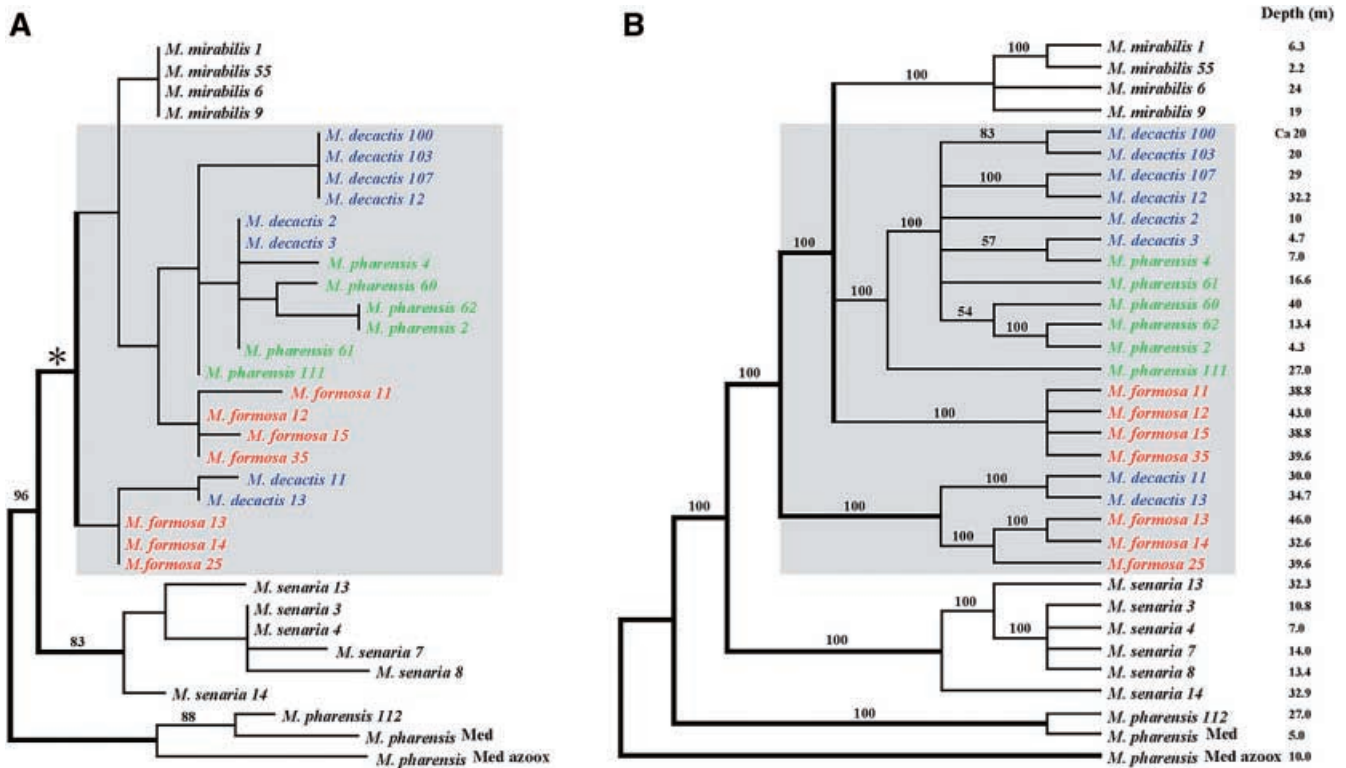 A
M. mirabilis 1
M. mirabilis 55
M. mirabilis 6
M. mirabilis 9
M. decactis 100
M. decactis 103
M. decactis 107
M. decactis 12
M. decactis 2
M. decactis 3
M. pharensis 4
M. pharensis 60
M. pharensis 62
M. pharensis 2
M. pharensis 61
M. pharensis 111
M. formosa 11
M. formosa 12
M. formosa 15
M. formosa 35
M. decactis 11
M. decactis 13
M. formosa 13
M. formosa 14
M.formosa 25
M. senaria 13
M. senaria 3
M. senaria 4
M. senaria 7
M. senaria 8
M. senaria 14
M. pharensis 112
M. pharensis Med
M. pharensis Med azoox
*
96
83
88
B
Depth (m)
M. mirabilis 1 6.3
M. mirabilis 55 2.2
M. mirabilis 6 24
M. mirabilis 9 19
M. decactis 100 Ca 20
M. decactis 103 20
M. decactis 107 29
M. decactis 12 32.2
M. decactis 2 10
M. decactis 3 4.7
M. pharensis 4 7.0
M. pharensis 61 16.6
M. pharensis 60 40
M. pharensis 62 13.4
M. pharensis 2 4.3
M. pharensis 111 27.0
M. formosa 11 38.8
M. formosa 12 43.0
M. formosa 15 38.8
M. formosa 35 39.6
M. decactis 11 30.0
M. decactis 13 34.7
M. formosa 13 46.0
M. formosa 14 32.6
M.formosa 25 39.6
M. senaria 13 32.3
M. senaria 3 10.8
M. senaria 4 7.0
M. senaria 7 14.0
M. senaria 8 13.4
M. senaria 14 32.9
M. pharensis 112 27.0
M. pharensis Med 5.0
M. pharensis Med azoox 10.0
100
100
83
100
100
57
100
100
54
100
100
100
100
100
100
100
100
100
100
100
100
100